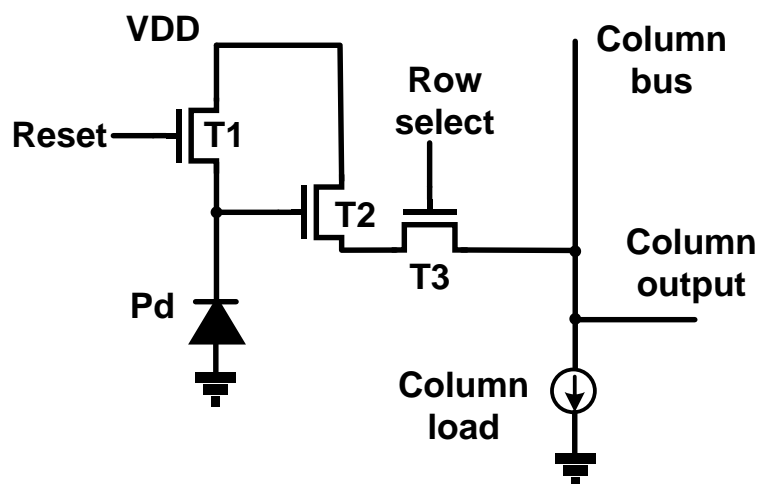 VDD
Column
bus
Row
select
Reset
T1
T2
Column
output
T3
Pd
Column
load